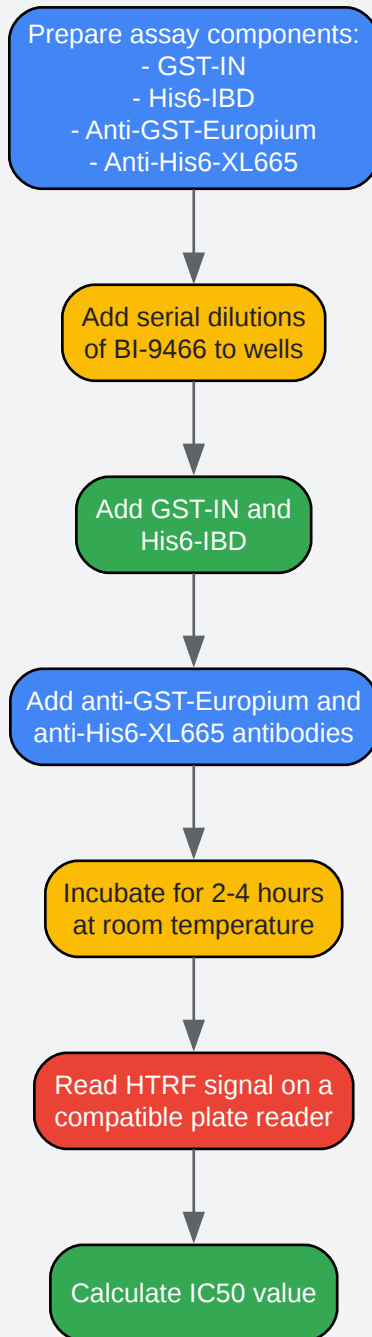 Prepare assay components:
- GST-IN
- His6-IBD
- Anti-GST-Europium
- Anti-His6-XL665
Add serial dilutions
of BI-9466 to wells
Add GST-IN and
His6-IBD
Add anti-GST-Europium and
anti-His6-XL665 antibodies
Incubate for 2-4 hours
at room temperature
Read HTRF signal on a
compatible plate reader
Calculate IC50 value